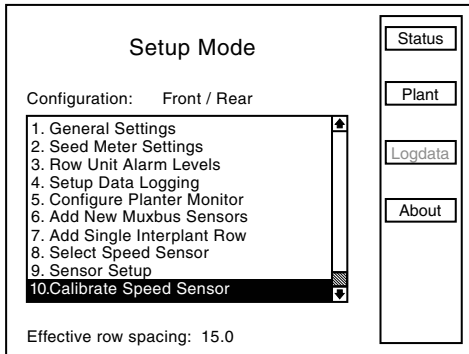 Setup Mode
Configuration: Front / Rear
1. General Settings
2. Seed Meter Settings
3. Row Unit Alarm Levels
4. Setup Data Logging
5. Configure Planter Monitor
6. Add New Muxbus Sensors
7. Add Single Interplant Row
8. Select Speed Sensor
9. Sensor Setup
10.Calibrate Speed Sensor
Effective row spacing: 15.0
Status
Plant
Logdata
About